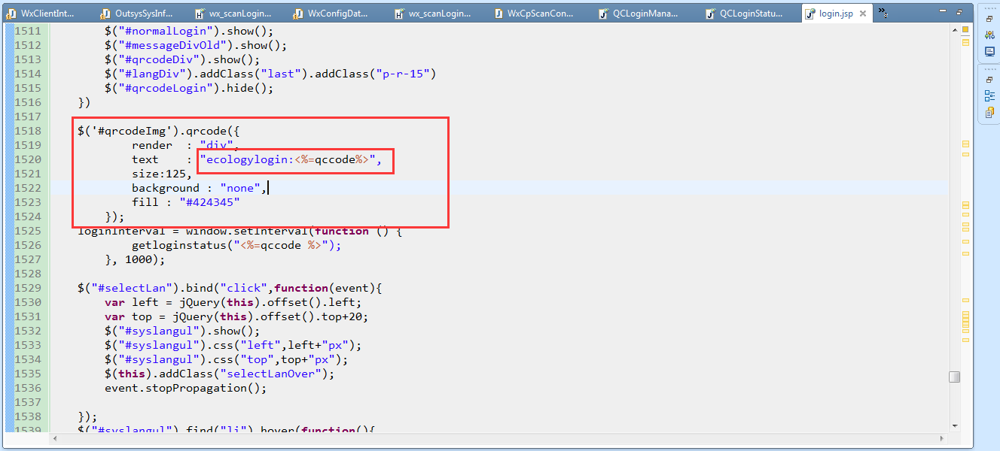 WxClientInt... OutsysSysInf... wx_scanLogin... WxConfigDat... wx_scanLogin... WxCpScanCon... QCLoginMana... QCLoginStatu... login.jsp
1511 $("#normalLogin").show();
1512 $("#messageDivOld").show();
1513 $("#qrcodeDiv").show();
1514 $("#langDiv").addClass("last").addClass("p-r-15")
1515 $("#qrcodeLogin").hide();
1516 })
1517
1518 $('#qrcodeImg').qrcode({
1519 render : "div",
1520 text : "ecologylogin:<%=qccode%>",
1521 size:125,
1522 background : "none",
1523 fill : "#424345"
1524 });
1525 loginInterval = window.setInterval(function () {
1526 getloginstatus("<%=qccode %>");
1527 }, 1000);
1528
1529 $("#selectLan").bind("click",function(event){
1530 var left = jQuery(this).offset().left;
1531 var top = jQuery(this).offset().top+20;
1532 $("#syslangul").show();
1533 $("#syslangul").css("left",left+"px");
1534 $("#syslangul").css("top",top+"px");
1535 $(this).addClass("selectLanOver");
1536 event.stopPropagation();
1537
1538 });
1539 $("#syslangul").find("li").hover(function(){